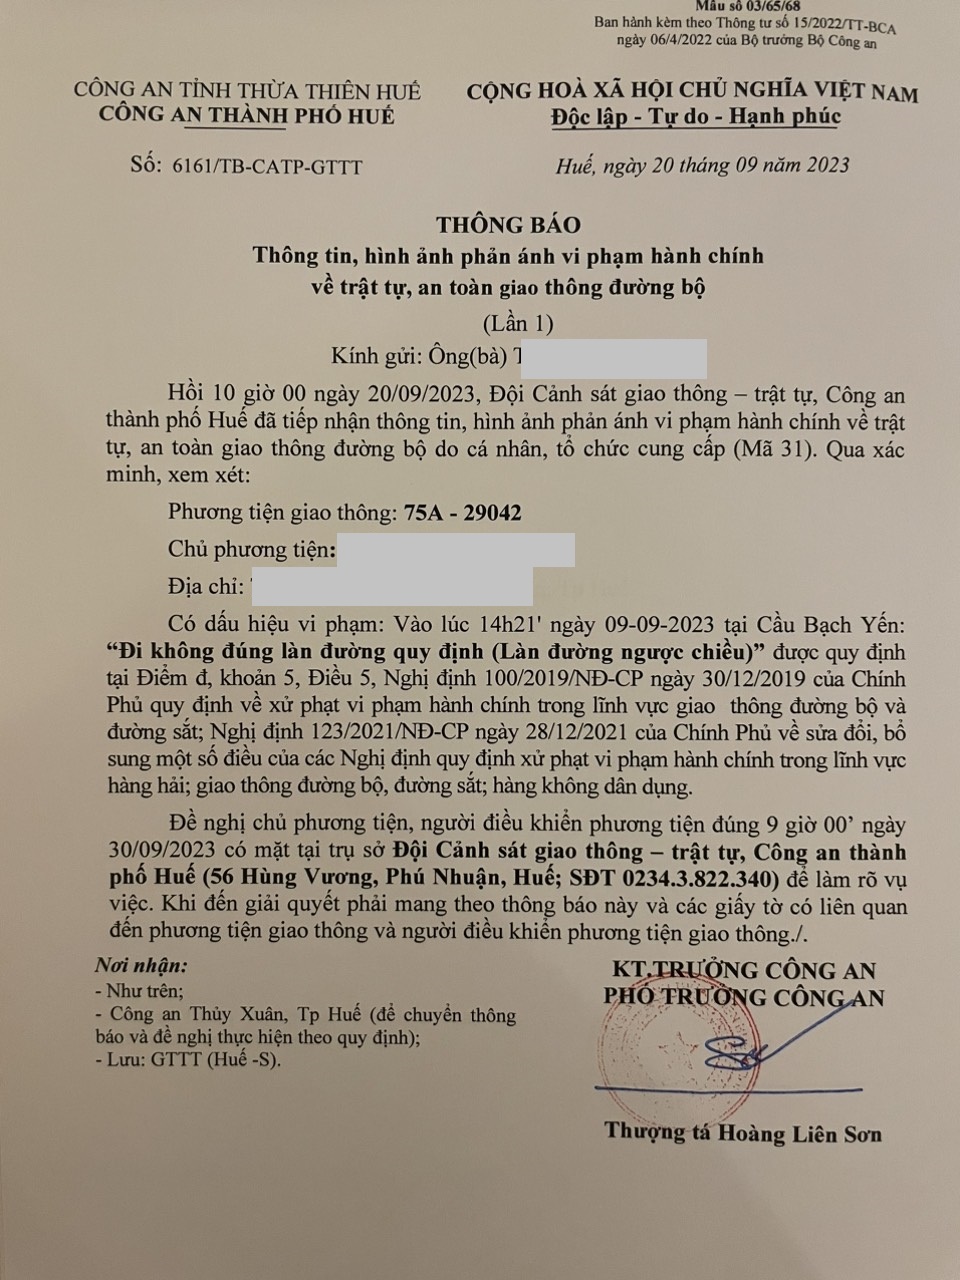 Mẫu số 03/65/68
Ban hành kèm theo Thông tư số 15/2022/TT-BCA
ngày 06/4/2022 của Bộ trưởng Bộ Công an
CÔNG AN TỈNH THỪA THIÊN HUẾ
CÔNG AN THÀNH PHỐ HUẾ
CỘNG HOÀ XÃ HỘI CHỦ NGHĨA VIỆT NAM
Độc lập - Tự do - Hạnh phúc
Số: 6161/TB-CATP-GTTT
Huế, ngày 20 tháng 09 năm 2023
THÔNG BÁO
Thông tin, hình ảnh phản ánh vi phạm hành chính
về trật tự, an toàn giao thông đường bộ
(Lần 1)
Kính gửi: Ông(bà) T
Hồi 10 giờ 00 ngày 20/09/2023, Đội Cảnh sát giao thông – trật tự, Công an
thành phố Huế đã tiếp nhận thông tin, hình ảnh phản ánh vi phạm hành chính về trật
tự, an toàn giao thông đường bộ do cá nhân, tổ chức cung cấp (Mã 31). Qua xác
minh, xem xét:
Phương tiện giao thông: 75A - 29042
Chủ phương tiện:
Địa chỉ:
Có dấu hiệu vi phạm: Vào lúc 14h21' ngày 09-09-2023 tại Cầu Bạch Yến:
“Đi không đúng làn đường quy định (Làn đường ngược chiều)” được quy định
tại Điểm đ, khoản 5, Điều 5, Nghị định 100/2019/NĐ-CP ngày 30/12/2019 của Chính
Phủ quy định về xử phạt vi phạm hành chính trong lĩnh vực giao thông đường bộ và
đường sắt; Nghị định 123/2021/NĐ-CP ngày 28/12/2021 của Chính Phủ về sửa đổi, bổ
sung một số điều của các Nghị định quy định xử phạt vi phạm hành chính trong lĩnh vực
hàng hải; giao thông đường bộ, đường sắt; hàng không dân dụng.
Đề nghị chủ phương tiện, người điều khiển phương tiện đúng 9 giờ 00’ ngày
30/09/2023 có mặt tại trụ sở Đội Cảnh sát giao thông – trật tự, Công an thành
phố Huế (56 Hùng Vương, Phú Nhuận, Huế; SĐT 0234.3.822.340) để làm rõ vụ
việc. Khi đến giải quyết phải mang theo thông báo này và các giấy tờ có liên quan
đến phương tiện giao thông và người điều khiển phương tiện giao thông./.
Nơi nhận:
- Như trên;
- Công an Thủy Xuân, Tp Huế (để chuyển thông
báo và đề nghị thực hiện theo quy định);
- Lưu: GTTT (Huế -S).
KT.TRƯỞNG CÔNG AN
PHÓ TRƯỞNG CÔNG AN
Thượng tá Hoàng Liên Sơn